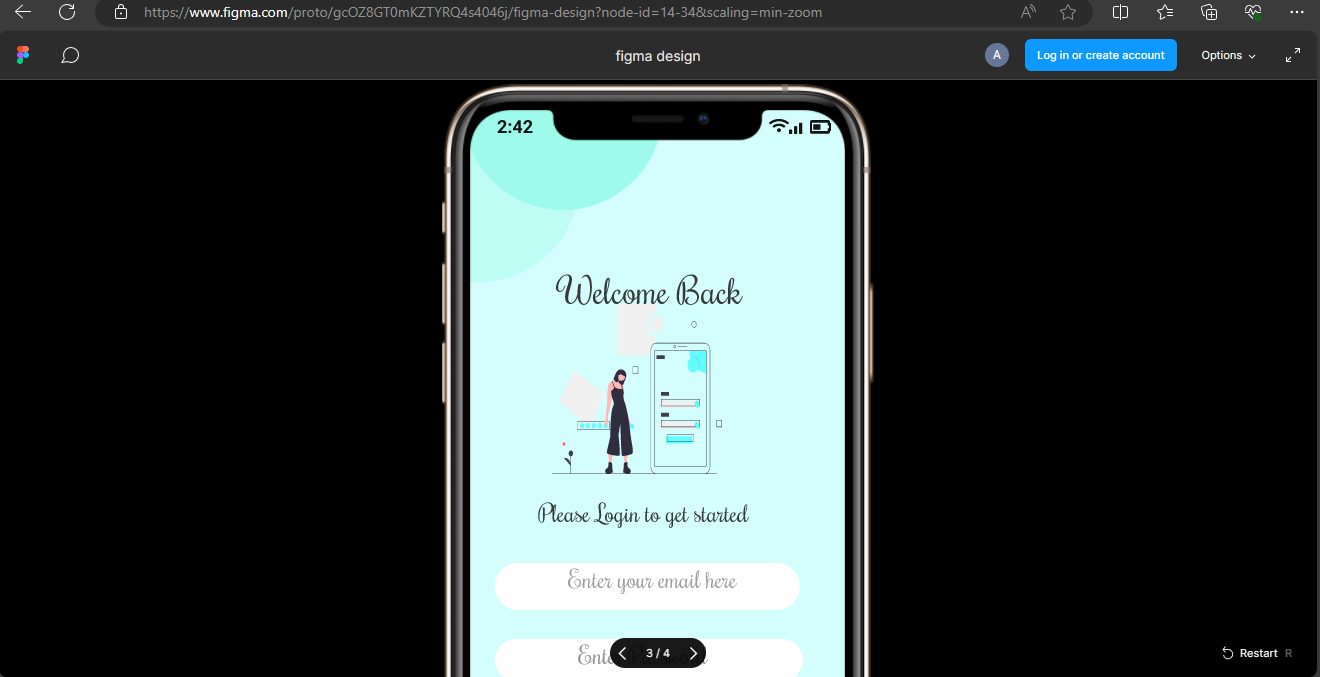 https://www.figma.com/proto/gcOZ8GT0mKZTYRQ4s4046j/figma-design?node-id=14-34&scaling=min-zoom
figma design
A
Log in or create account
Options
2:42
Welcome Back
Please Login to get started
Enter your email here
3 / 4
Restart R